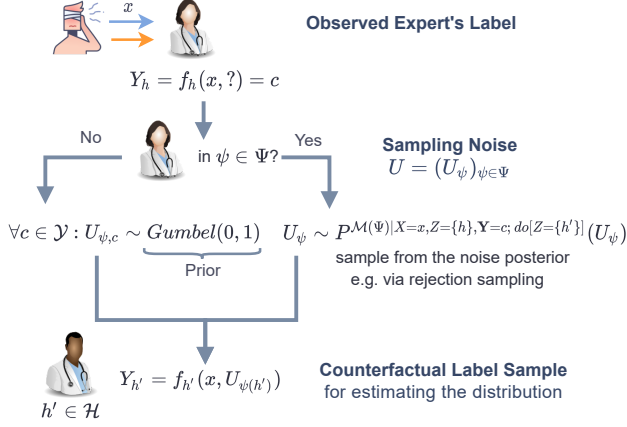 x
Observed Expert's Label
Y_h = f_h(x, ?) = c
No
in ψ ∈ Ψ?
Yes
Sampling Noise
U = (U_ψ)_{ψ∈Ψ}
∀c ∈ 𝒴 : U_{ψ,c} ∼ Gumbel(0, 1)
Prior
U_ψ ∼ P^{ℳ(Ψ)|X=x,Z={h},𝐘=c; do[Z={h′}]}(U_ψ)
sample from the noise posterior
e.g. via rejection sampling
Y_{h′} = f_{h′}(x, U_{ψ(h′)})
h′ ∈ ℋ
Counterfactual Label Sample
for estimating the distribution